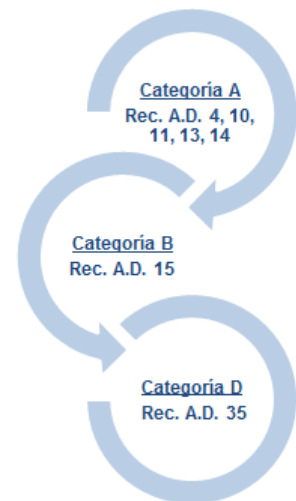 Categoría A
Rec. A.D. 4, 10,
11, 13, 14
Categoría B
Rec. A.D. 15
Categoría D
Rec. A.D. 35